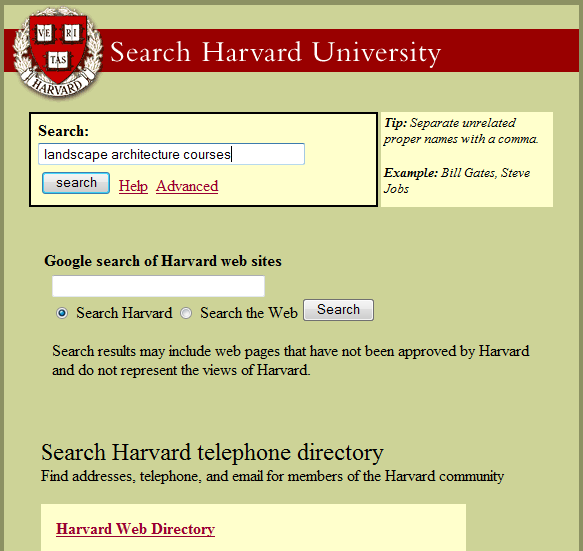 VE RI
TAS
HARVARD
Search Harvard University
Search:
landscape architecture courses
search Help Advanced
Tip: Separate unrelated
proper names with a comma.
Example: Bill Gates, Steve
Jobs
Google search of Harvard web sites
Search Harvard Search the Web Search
Search results may include web pages that have not been approved by Harvard
and do not represent the views of Harvard.
Search Harvard telephone directory
Find addresses, telephone, and email for members of the Harvard community
Harvard Web Directory